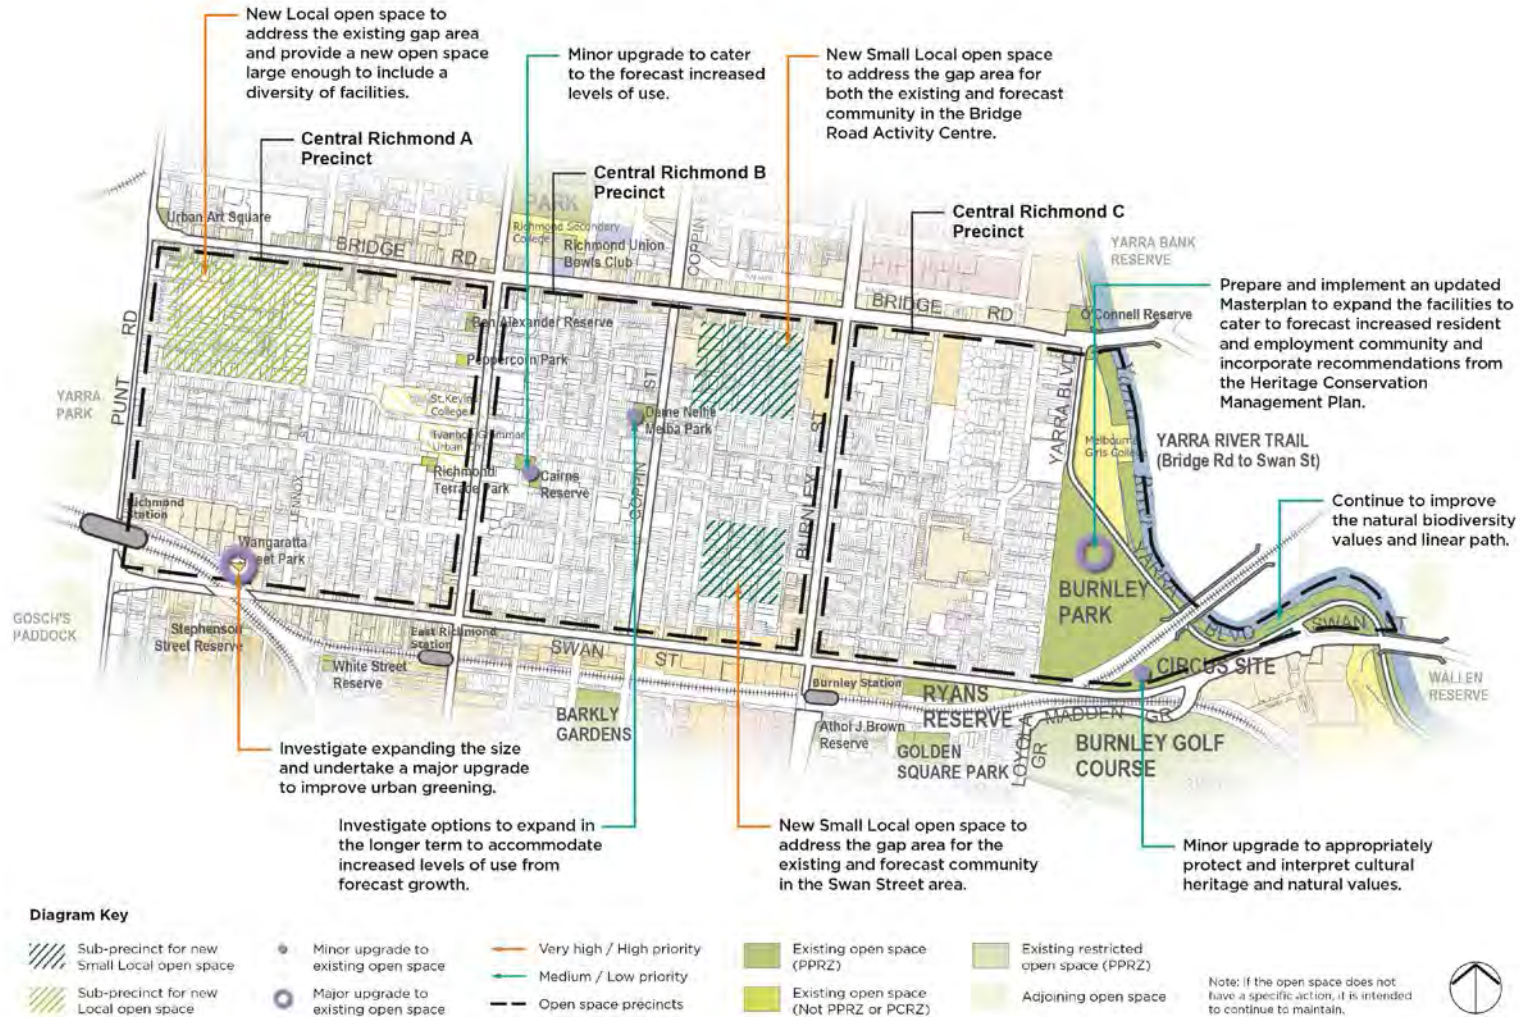 New Local open space to
address the existing gap area
and provide a new open space
large enough to include a
diversity of facilities.
Minor upgrade to cater
to the forecast increased
levels of use.
New Small Local open space
to address the gap area for
both the existing and forecast
community in the Bridge
Road Activity Centre.
Central Richmond A
Precinct
Central Richmond B
Precinct
Central Richmond C
Precinct
PARK
Urban Art Square
Richmond Secondary
College
Richmond Union
Bowls Club
BRIDGE RD
COPPIN
YARRA BANK
RESERVE
BRIDGE RD
O'Connell Reserve
Prepare and implement an updated
Masterplan to expand the facilities to
cater to forecast increased resident
and employment community and
incorporate recommendations from
the Heritage Conservation
Management Plan.
PUNT RD
YARRA
PARK
Ben Alexander Reserve
Peppercorn Park
St.Kevins
College
Ivanhoe Grammar
Urban
Richmond
Terrace Park
Cairns
Reserve
Dame Nellie
Melba Park
COPPIN ST
BURNLEY ST
YARRA BLVD
Melbourne
Girls College
YARRA RIVER TRAIL
(Bridge Rd to Swan St)
Continue to improve
the natural biodiversity
values and linear path.
LENNOX
Richmond
Station
Wangaratta
Street Park
BURNLEY
PARK
YARRA BLVD
SWAN ST
GOSCH'S
PADDOCK
Stephenson
Street Reserve
East Richmond
Station
White Street
Reserve
SWAN ST
BARKLY
GARDENS
Burnley Station
RYANS
RESERVE
CIRCUS SITE
WALLEN
RESERVE
Athol J.Brown
Reserve
GOLDEN
SQUARE PARK
LOYOLA
GR
MADDEN GR
BURNLEY GOLF
COURSE
Investigate expanding the size
and undertake a major upgrade
to improve urban greening.
Investigate options to expand in
the longer term to accommodate
increased levels of use from
forecast growth.
New Small Local open space to
address the gap area for the
existing and forecast community
in the Swan Street area.
Minor upgrade to appropriately
protect and interpret cultural
heritage and natural values.
Diagram Key
Sub-precinct for new
Small Local open space
Sub-precinct for new
Local open space
Minor upgrade to
existing open space
Major upgrade to
existing open space
Very high / High priority
Medium / Low priority
Open space precincts
Existing open space
(PPRZ)
Existing open space
(Not PPRZ or PCRZ)
Existing restricted
open space (PPRZ)
Adjoining open space
Note: If the open space does not
have a specific action, it is intended
to continue to maintain.